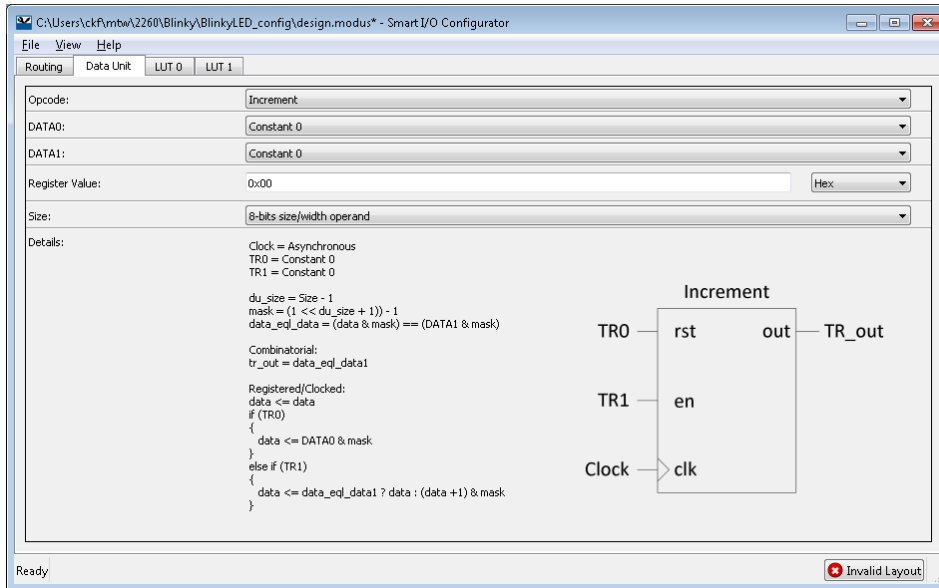 C:\Users\ckf\mtw\2260\Blinky\BlinkyLED_config\design.modus* - Smart I/O Configurator
File View Help
Routing Data Unit LUT 0 LUT 1
Opcode: Increment
DATA0: Constant 0
DATA1: Constant 0
Register Value: 0x00 Hex
Size: 8-bits size/width operand
Details:
Clock = Asynchronous
TR0 = Constant 0
TR1 = Constant 0
du_size = Size - 1
mask = (1 << du_size + 1)) - 1
data_eql_data = (data & mask) == (DATA1 & mask)
Combinatorial:
tr_out = data_eql_data1
Registered/Clocked:
data <= data
if (TR0)
{
data <= DATA0 & mask
}
else if (TR1)
{
data <= data_eql_data1 ? data : (data +1) & mask
}
Increment
TR0 rst out TR_out
TR1 en
Clock clk
Ready Invalid Layout